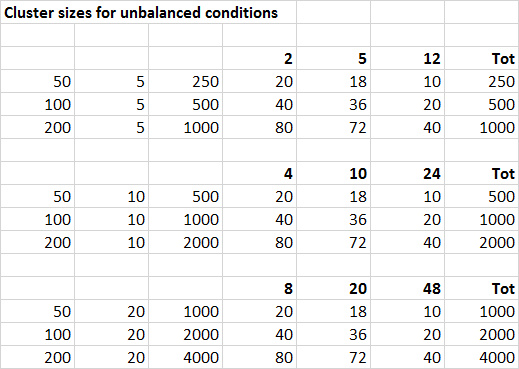 Cluster sizes for unbalanced conditions
2 5 12 Tot
50 5 250 20 18 10 250
100 5 500 40 36 20 500
200 5 1000 80 72 40 1000
4 10 24 Tot
50 10 500 20 18 10 500
100 10 1000 40 36 20 1000
200 10 2000 80 72 40 2000
8 20 48 Tot
50 20 1000 20 18 10 1000
100 20 2000 40 36 20 2000
200 20 4000 80 72 40 4000